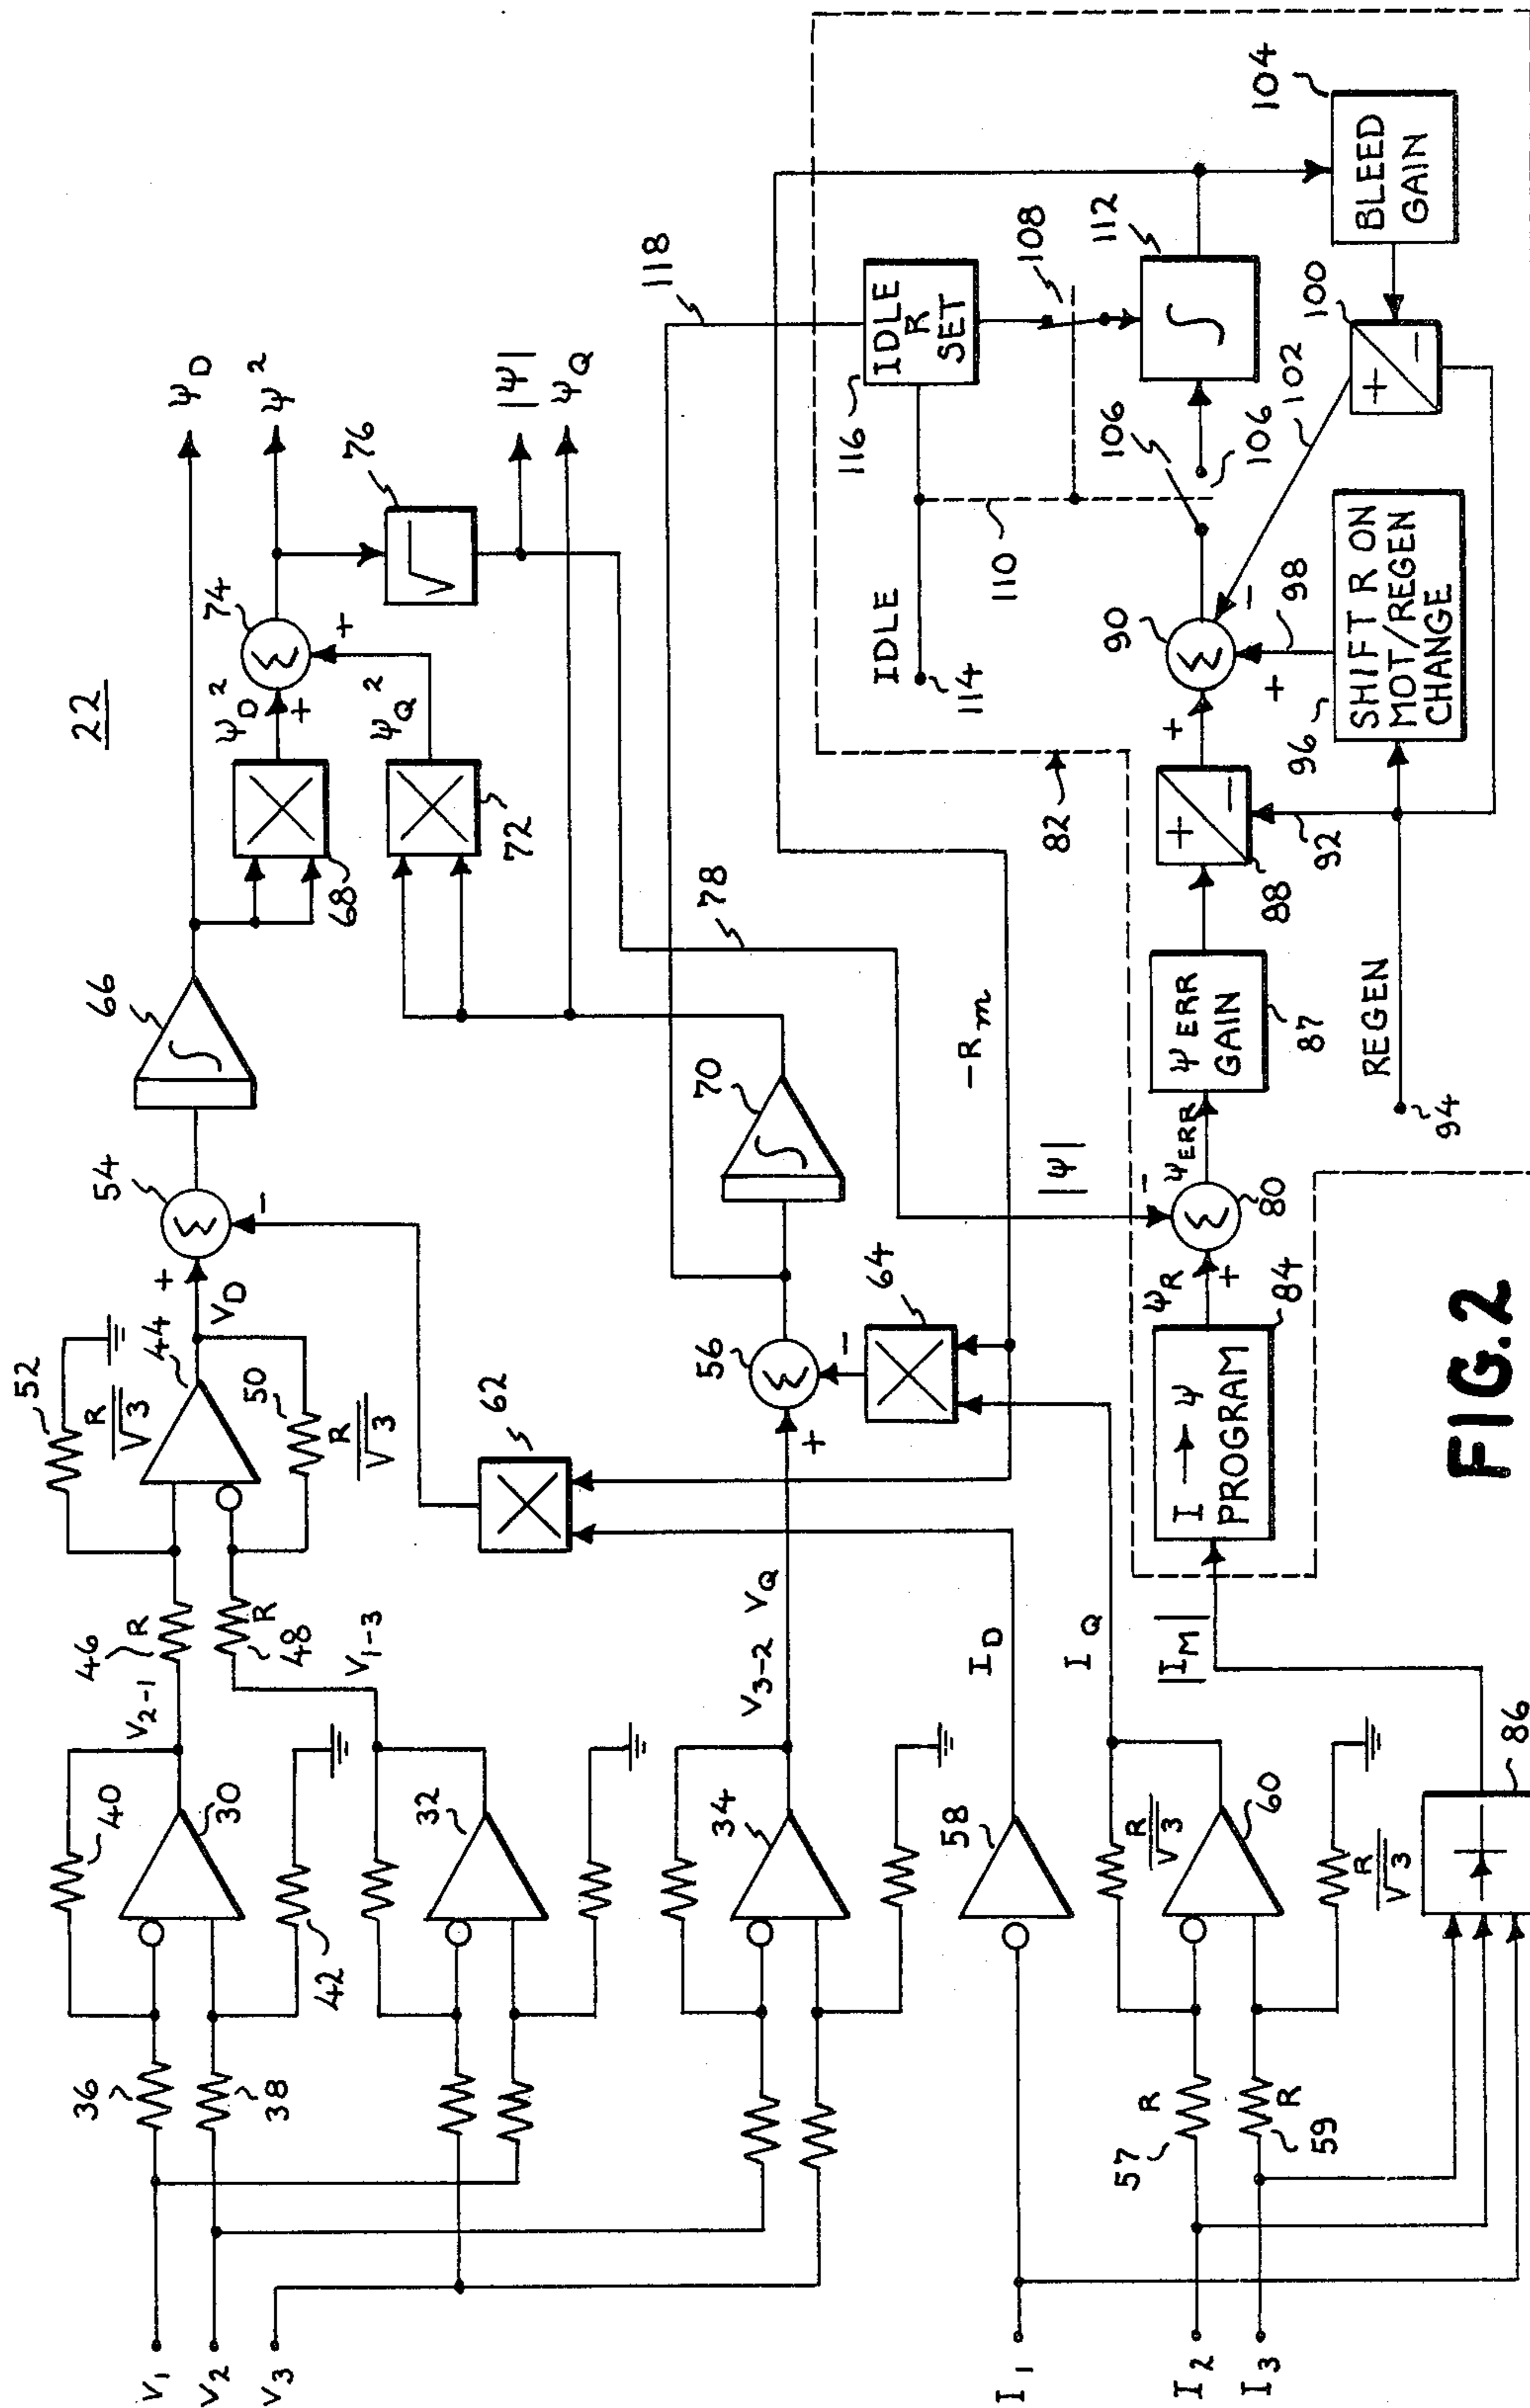 22
V1
V2
V3
36
38
40
42
30
32
34
V2-1
V1-3
V3-2
VQ
46
R
48
R
52
R/√3
44
50
R/√3
VD
+
54
Σ
-
66
∫
ψD
68
ψD²
+
74
Σ
+
ψ²
72
ψQ²
76
√
|ψ|
ψQ
62
56
Σ
+
-
64
70
∫
78
118
-Rm
I1
I2
I3
58
ID
IQ
57
R
59
R
R/√3
60
R/√3
86
|IM|
I → ψ
PROGRAM
84
ψR
+
|ψ|
-
Σ
80
ψERR
ψ ERR
GAIN
87
+
-
88
82
92
REGEN
94
+
90
Σ
-
+
98
96
SHIFT R ON
MOT/REGEN
CHANGE
IDLE
114
110
116
IDLE
R
SET
108
106
106
112
∫
102
100
+
-
BLEED
GAIN
104
FIG.2